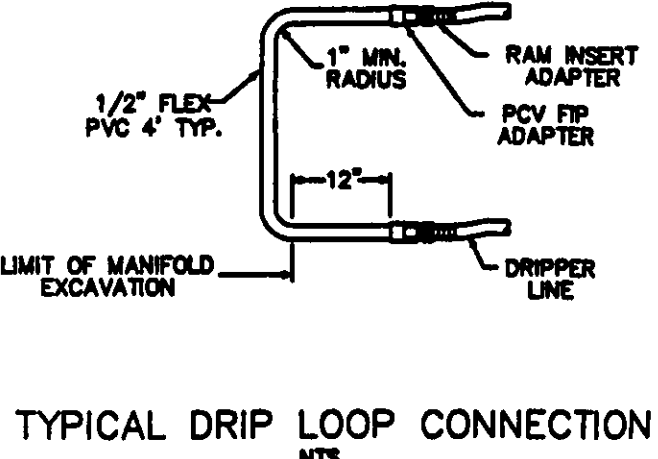 1" MIN.
RADIUS
RAM INSERT
ADAPTER
1/2" FLEX
PVC 4' TYP.
PCV FIP
ADAPTER
12"
LIMIT OF MANIFOLD
EXCAVATION
DRIPPER
LINE
TYPICAL DRIP LOOP CONNECTION
NTS